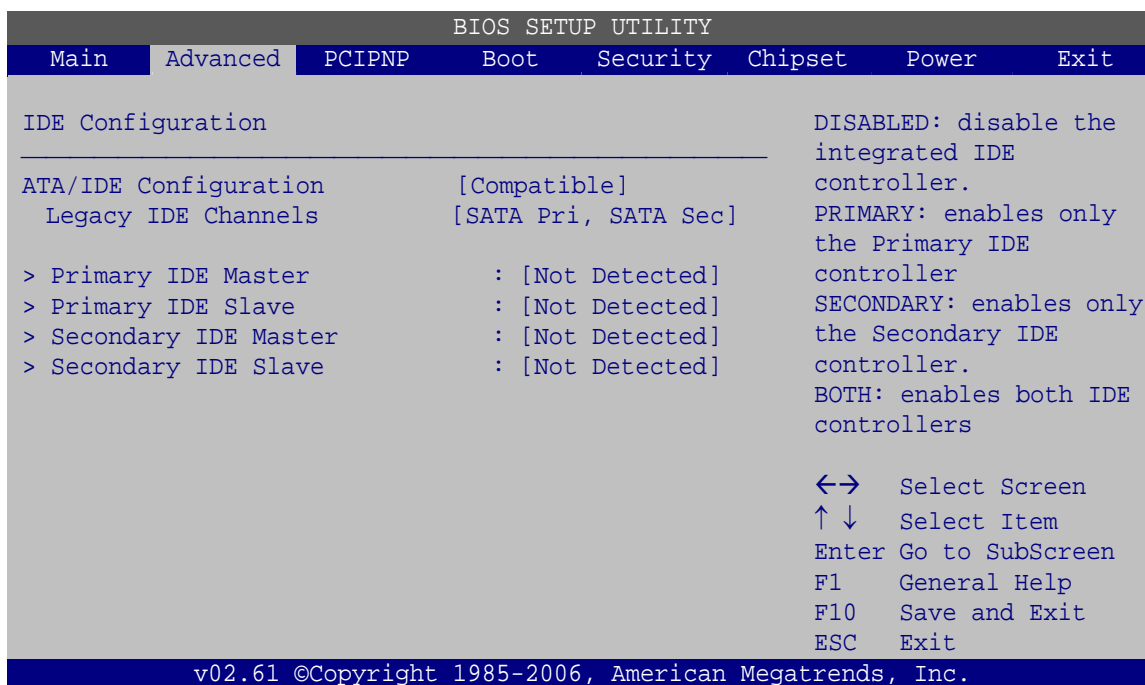 BIOS SETUP UTILITY
Main Advanced PCIPNP Boot Security Chipset Power Exit
IDE Configuration
ATA/IDE Configuration [Compatible]
Legacy IDE Channels [SATA Pri, SATA Sec]
> Primary IDE Master : [Not Detected]
> Primary IDE Slave : [Not Detected]
> Secondary IDE Master : [Not Detected]
> Secondary IDE Slave : [Not Detected]
DISABLED: disable the
integrated IDE
controller.
PRIMARY: enables only
the Primary IDE
controller
SECONDARY: enables only
the Secondary IDE
controller.
BOTH: enables both IDE
controllers
←→ Select Screen
↑ ↓ Select Item
Enter Go to SubScreen
F1 General Help
F10 Save and Exit
ESC Exit
v02.61 ©Copyright 1985-2006, American Megatrends, Inc.